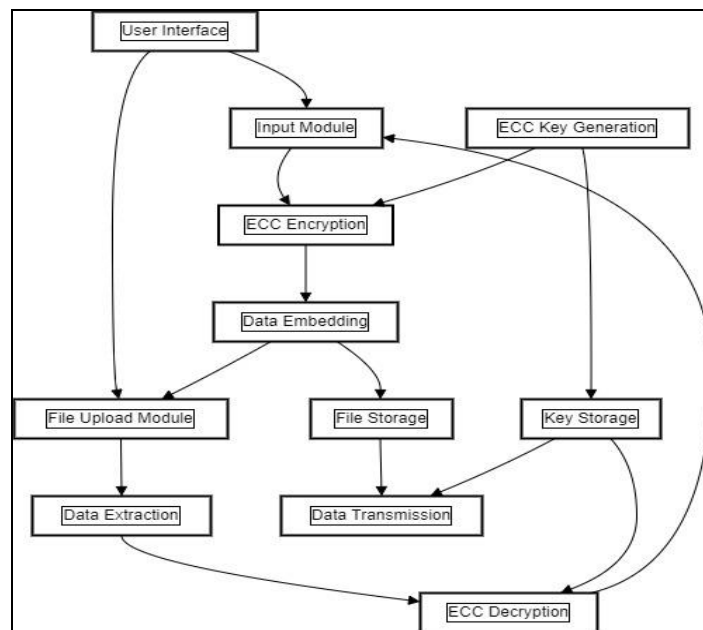 User Interface
Input Module
ECC Key Generation
ECC Encryption
Data Embedding
File Upload Module
File Storage
Key Storage
Data Extraction
Data Transmission
ECC Decryption